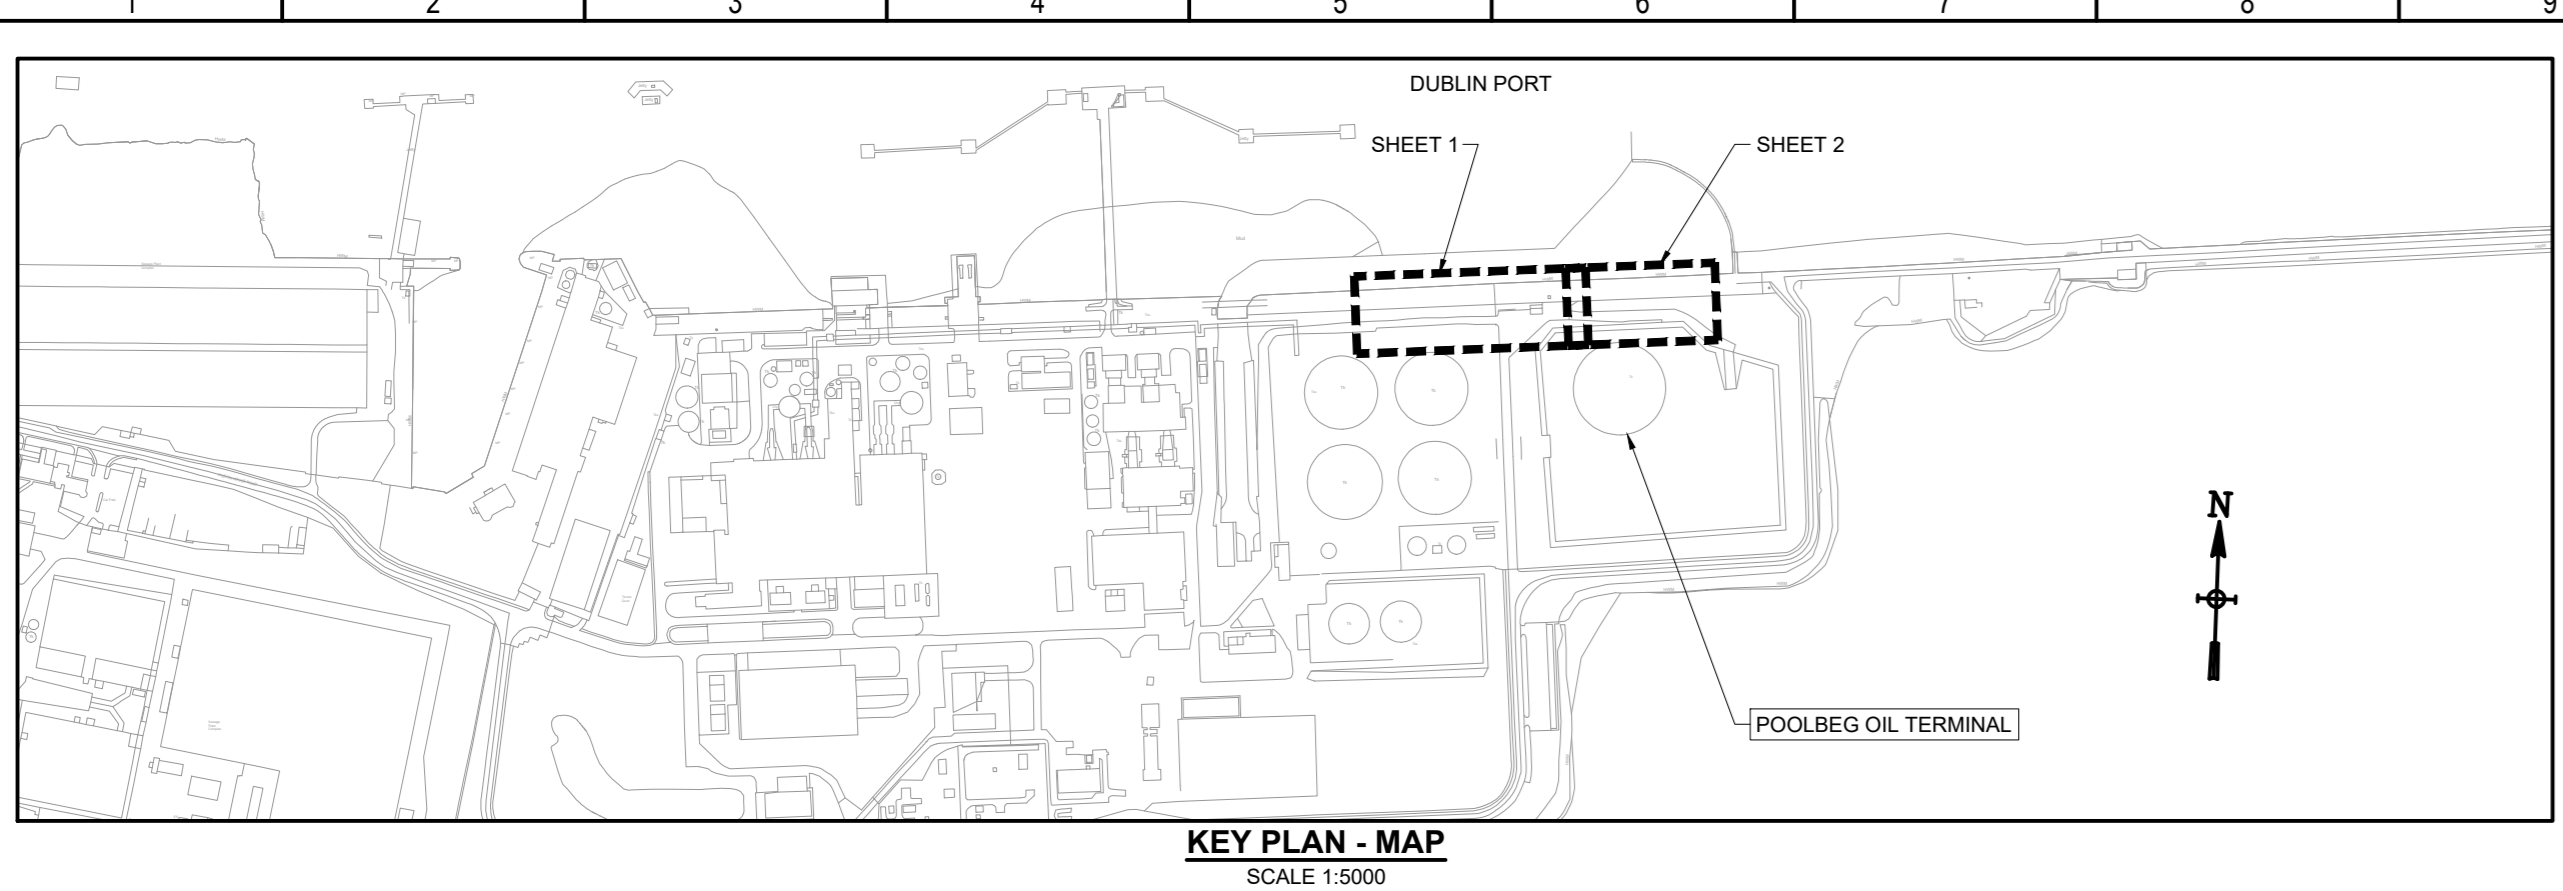 1 2 3 4 5 6 7 8 9
DUBLIN PORT
SHEET 1
SHEET 2
N
POOLBEG OIL TERMINAL
KEY PLAN - MAP
SCALE 1:5000